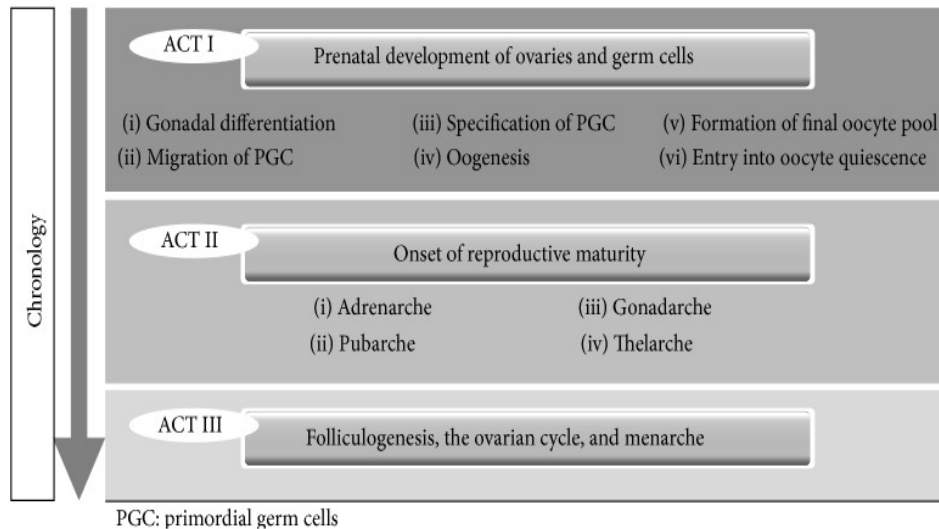 Chronology
ACT I
Prenatal development of ovaries and germ cells
(i) Gonadal differentiation
(ii) Migration of PGC
(iii) Specification of PGC
(iv) Oogenesis
(v) Formation of final oocyte pool
(vi) Entry into oocyte quiescence
ACT II
Onset of reproductive maturity
(i) Adrenarche
(ii) Pubarche
(iii) Gonadarche
(iv) Thelarche
ACT III
Folliculogenesis, the ovarian cycle, and menarche
PGC: primordial germ cells